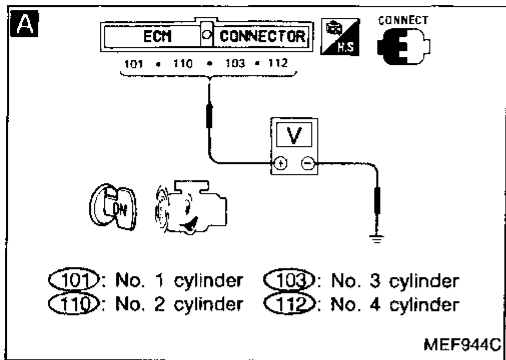 A
CONNECT
ECM CONNECTOR
H.S
101 • 110 • 103 • 112
V
+ −
ON
101: No. 1 cylinder 103: No. 3 cylinder
110: No. 2 cylinder 112: No. 4 cylinder
MEF944C